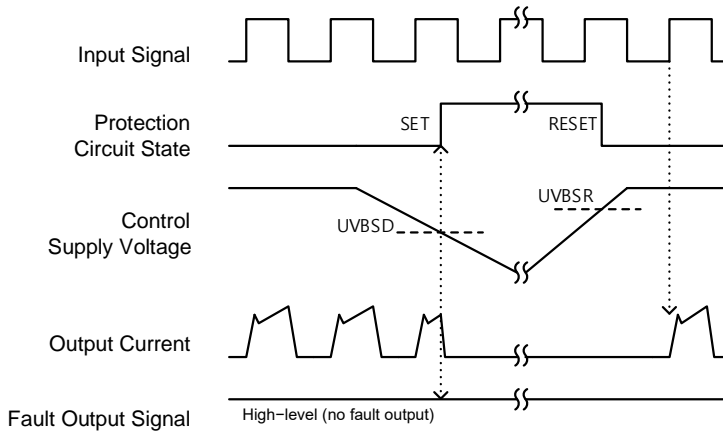 Input Signal
Protection
Circuit State
SET
RESET
Control
Supply Voltage
UVBSD
UVBSR
Output Current
Fault Output Signal
High−level (no fault output)